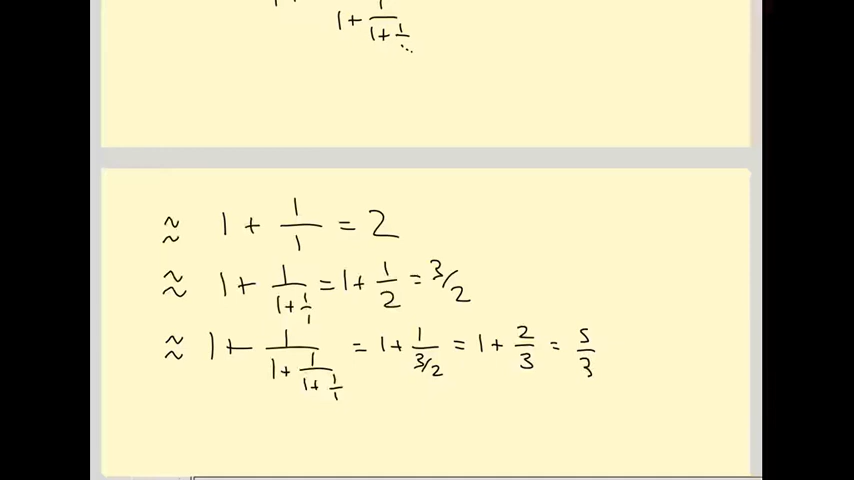 1 + 1/(1 + 1/...)
≈ 1 + 1/1 = 2
≈ 1 + 1/(1 + 1/1) = 1 + 1/2 = 3/2
≈ 1 + 1/(1 + 1/(1 + 1/1)) = 1 + 1/(3/2) = 1 + 2/3 = 5/3